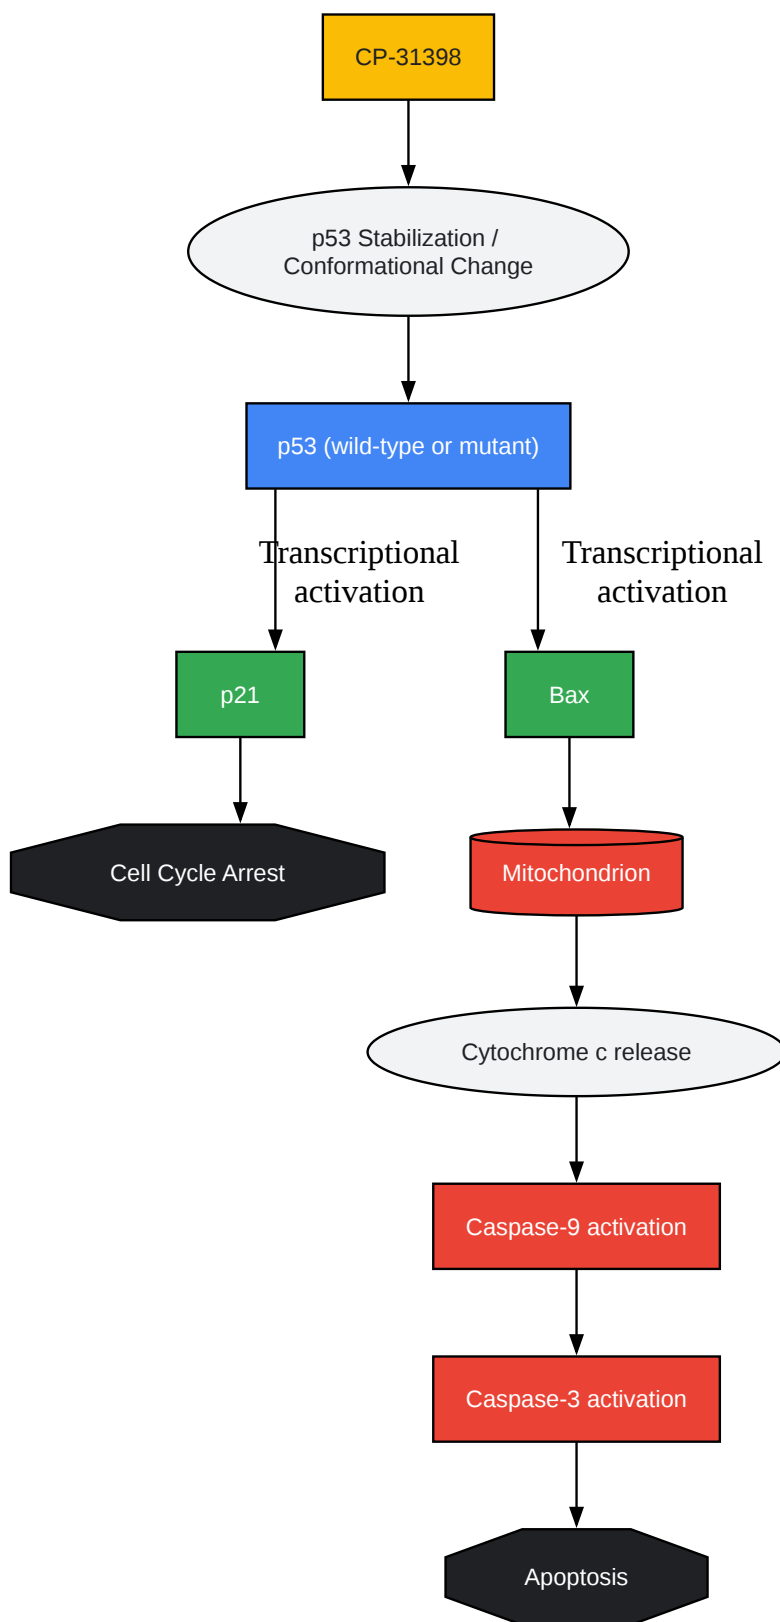 CP-31398
p53 Stabilization /
Conformational Change
p53 (wild-type or mutant)
Transcriptional
activation
Transcriptional
activation
p21
Bax
Cell Cycle Arrest
Mitochondrion
Cytochrome c release
Caspase-9 activation
Caspase-3 activation
Apoptosis